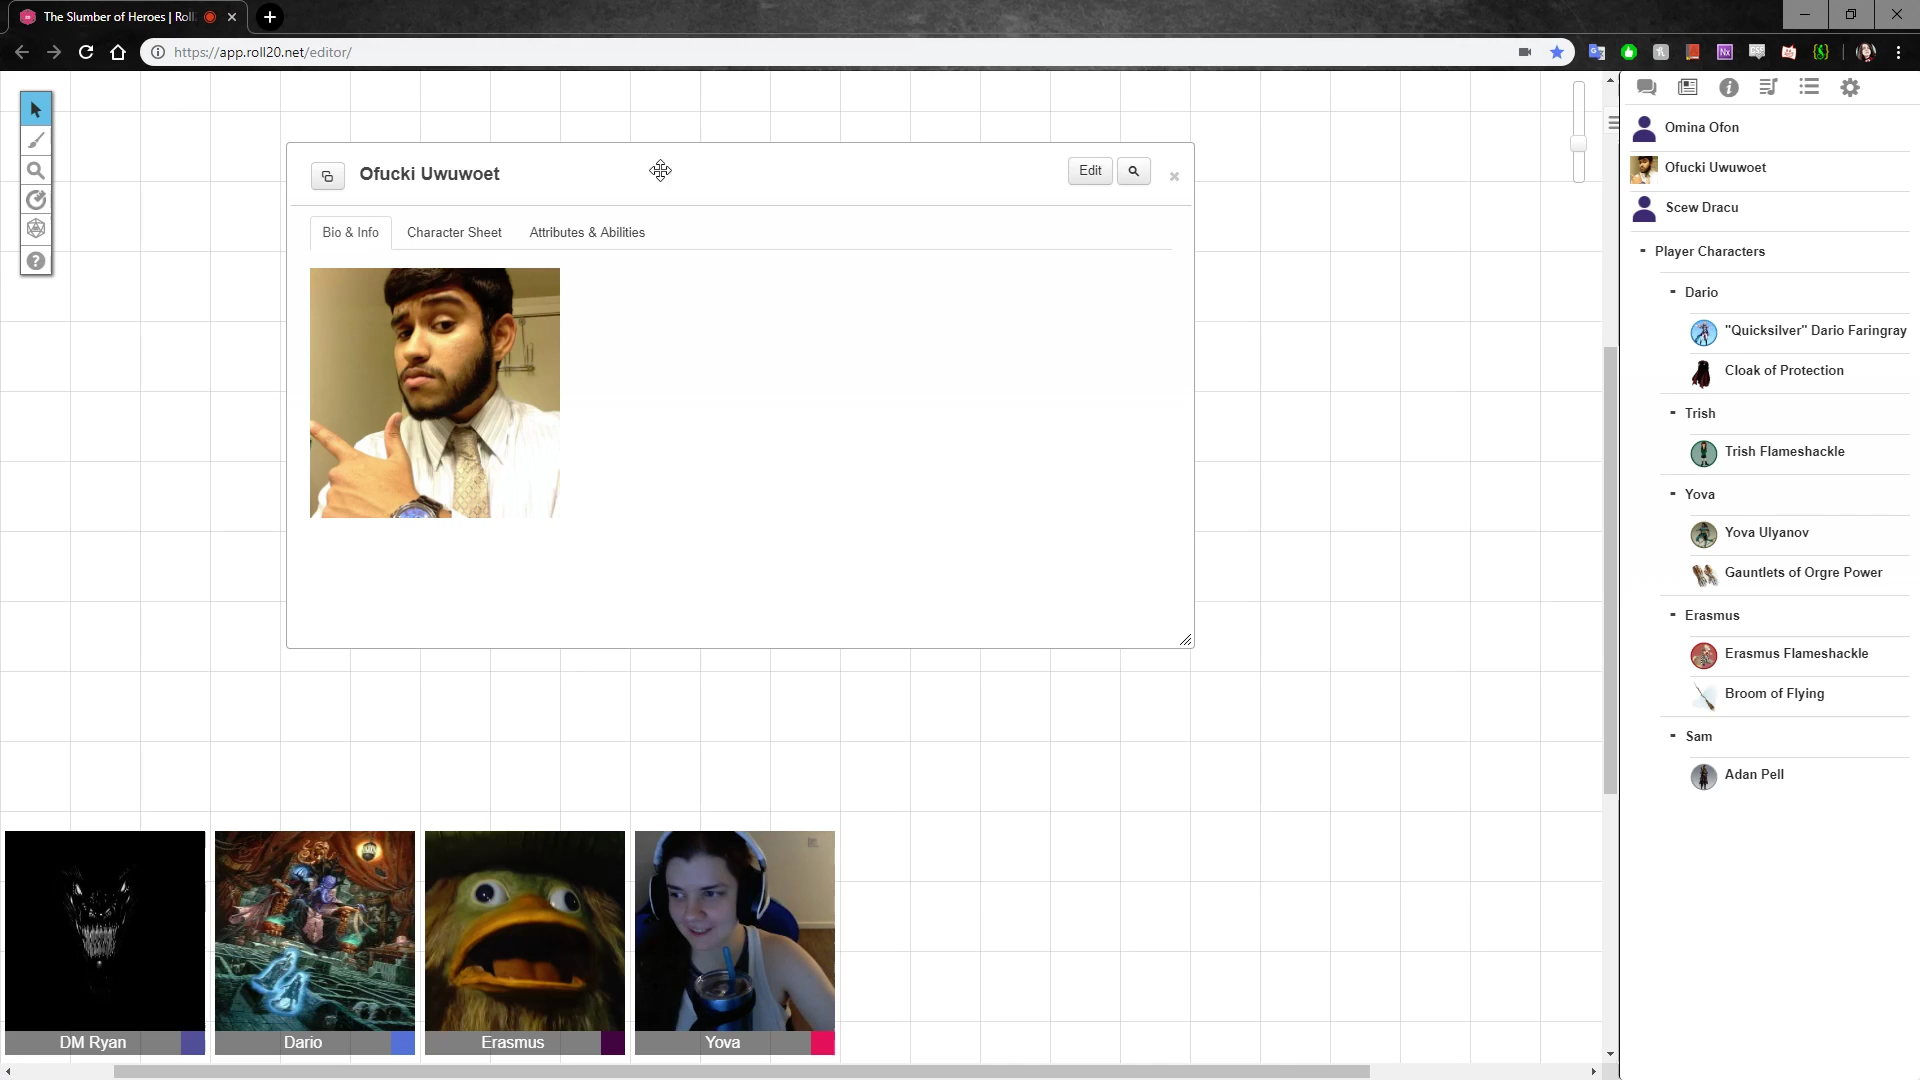 The Slumber of Heroes | Roll
https://app.roll20.net/editor/
Ofucki Uwuwoet
Edit
Bio & Info
Character Sheet
Attributes & Abilities
Omina Ofon
Ofucki Uwuwoet
Scew Dracu
Player Characters
Dario
"Quicksilver" Dario Faringray
Cloak of Protection
Trish
Trish Flameshackle
Yova
Yova Ulyanov
Gauntlets of Orgre Power
Erasmus
Erasmus Flameshackle
Broom of Flying
Sam
Adan Pell
DM Ryan
Dario
Erasmus
Yova